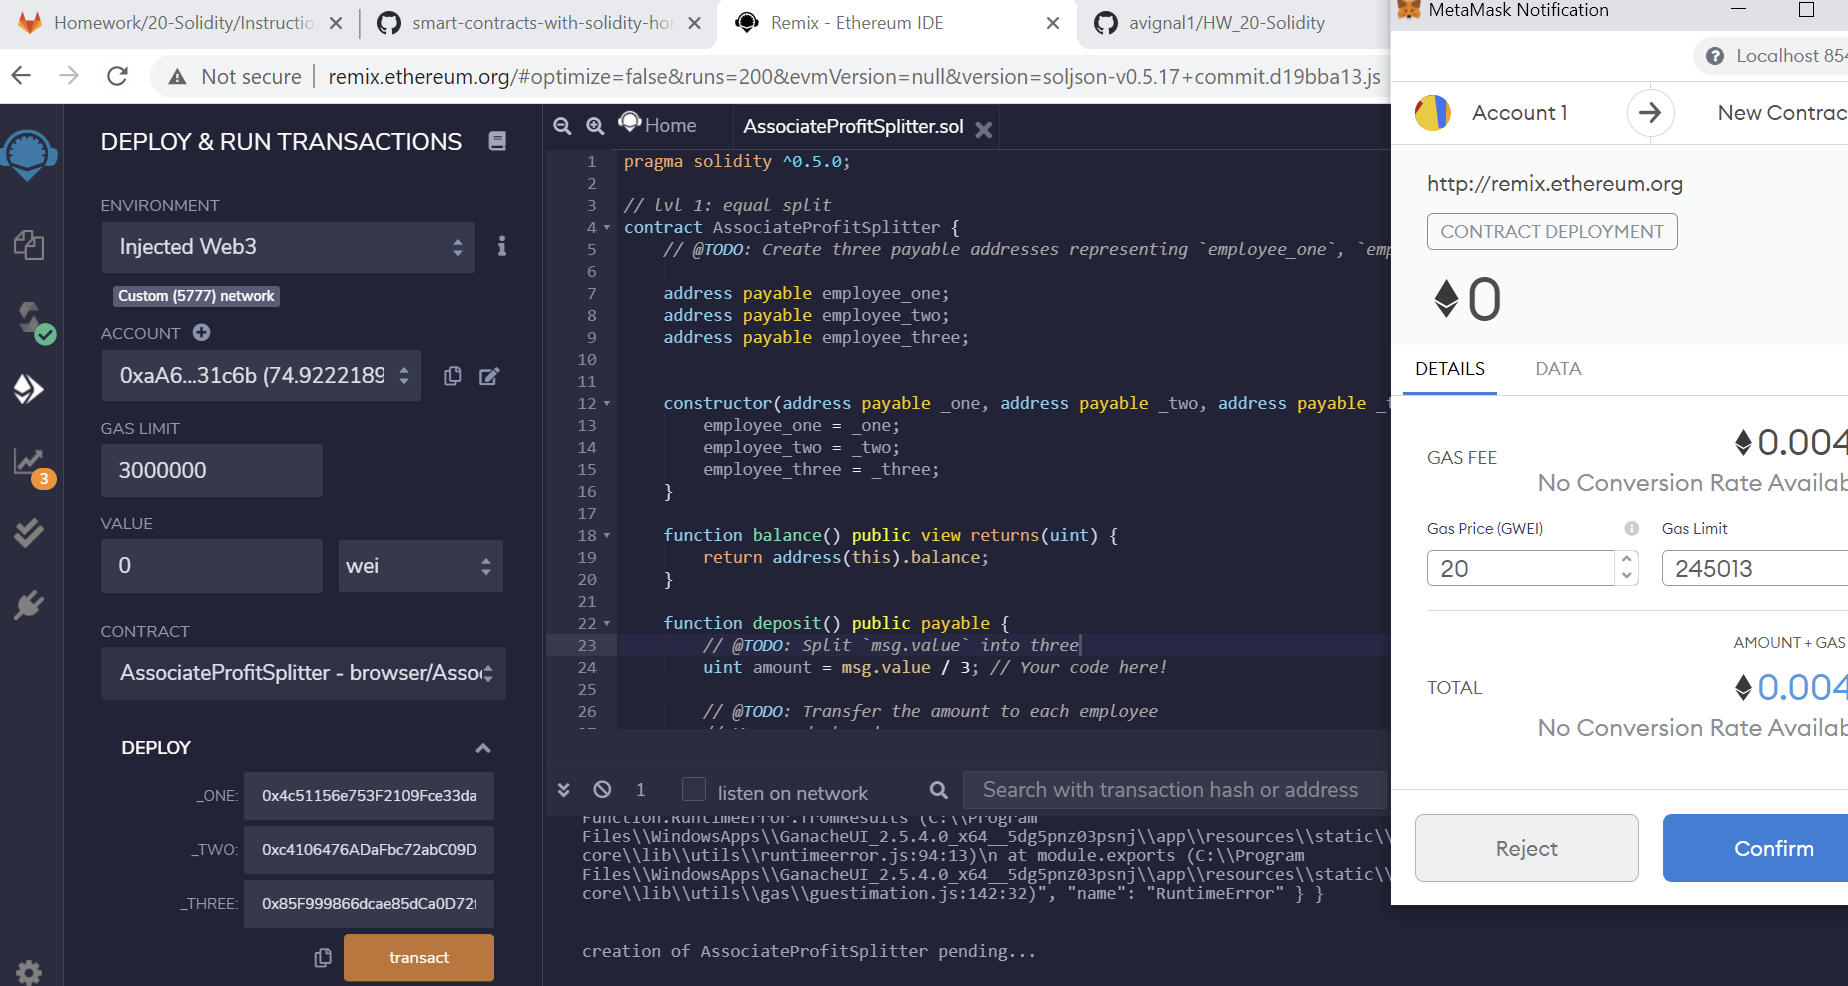 Homework/20-Solidity/Instructio
smart-contracts-with-solidity-ho
Remix - Ethereum IDE
avignal1/HW_20-Solidity
Not secure
remix.ethereum.org/#optimize=false&runs=200&evmVersion=null&version=soljson-v0.5.17+commit.d19bba13.js
DEPLOY & RUN TRANSACTIONS
ENVIRONMENT
Injected Web3
Custom (5777) network
ACCOUNT
0xaA6...31c6b (74.9222189
GAS LIMIT
3000000
VALUE
0
wei
CONTRACT
AssociateProfitSplitter - browser/Asso
DEPLOY
_ONE:
0x4c51156e753F2109Fce33da
_TWO:
0xc4106476ADaFbc72abC09D
_THREE:
0x85F999866dcae85dCa0D72
transact
3
Home
AssociateProfitSplitter.sol
1 pragma solidity ^0.5.0;
2
3 // lvl 1: equal split
4 contract AssociateProfitSplitter {
5 // @TODO: Create three payable addresses representing `employee_one`, `emp
6
7 address payable employee_one;
8 address payable employee_two;
9 address payable employee_three;
10
11
12 constructor(address payable _one, address payable _two, address payable _t
13 employee_one = _one;
14 employee_two = _two;
15 employee_three = _three;
16 }
17
18 function balance() public view returns(uint) {
19 return address(this).balance;
20 }
21
22 function deposit() public payable {
23 // @TODO: Split `msg.value` into three
24 uint amount = msg.value / 3; // Your code here!
25
26 // @TODO: Transfer the amount to each employee
1
listen on network
Search with transaction hash or address
Function.RuntimeError.fromResults (C:\\Program
Files\\WindowsApps\\GanacheUI_2.5.4.0_x64__5dg5pnz03psnj\\app\\resources\\static\\
core\\lib\\utils\\runtimeerror.js:94:13)\n at module.exports (C:\\Program
Files\\WindowsApps\\GanacheUI_2.5.4.0_x64__5dg5pnz03psnj\\app\\resources\\static\\
core\\lib\\utils\\gas\\guestimation.js:142:32)", "name": "RuntimeError" } }
creation of AssociateProfitSplitter pending...
MetaMask Notification
Localhost 854
Account 1
New Contrac
http://remix.ethereum.org
CONTRACT DEPLOYMENT
0
DETAILS
DATA
GAS FEE
0.004
No Conversion Rate Availab
Gas Price (GWEI)
Gas Limit
20
245013
AMOUNT + GAS
TOTAL
0.004
No Conversion Rate Availab
Reject
Confirm